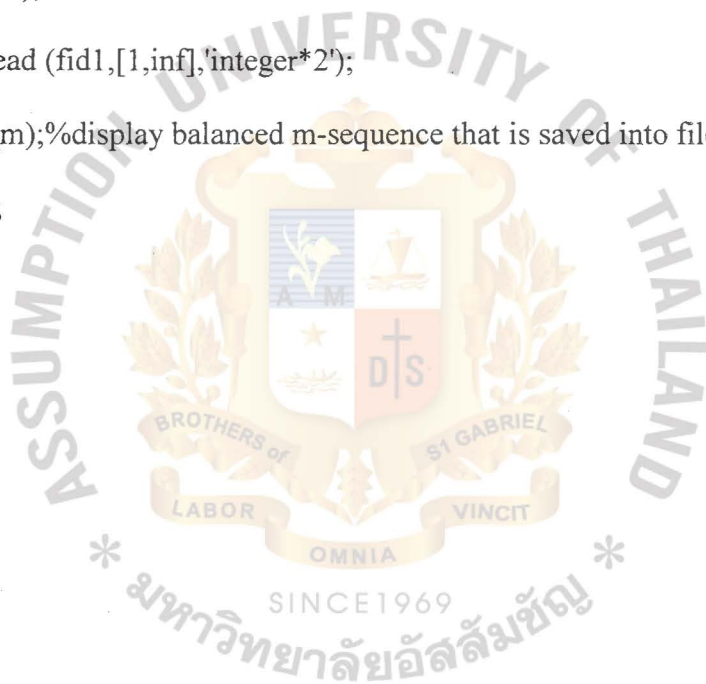 ead (fid1,[1,inf],'integer*2');
m);%display balanced m-sequence that is saved into fil
ASSUMPTION UNIVERSITY OF THAILAND
A M
D S
BROTHERS of ST GABRIEL
LABOR OMNIA VINCIT
SINCE1969
* มหาวิทยาลัยอัสสัมชัญ *